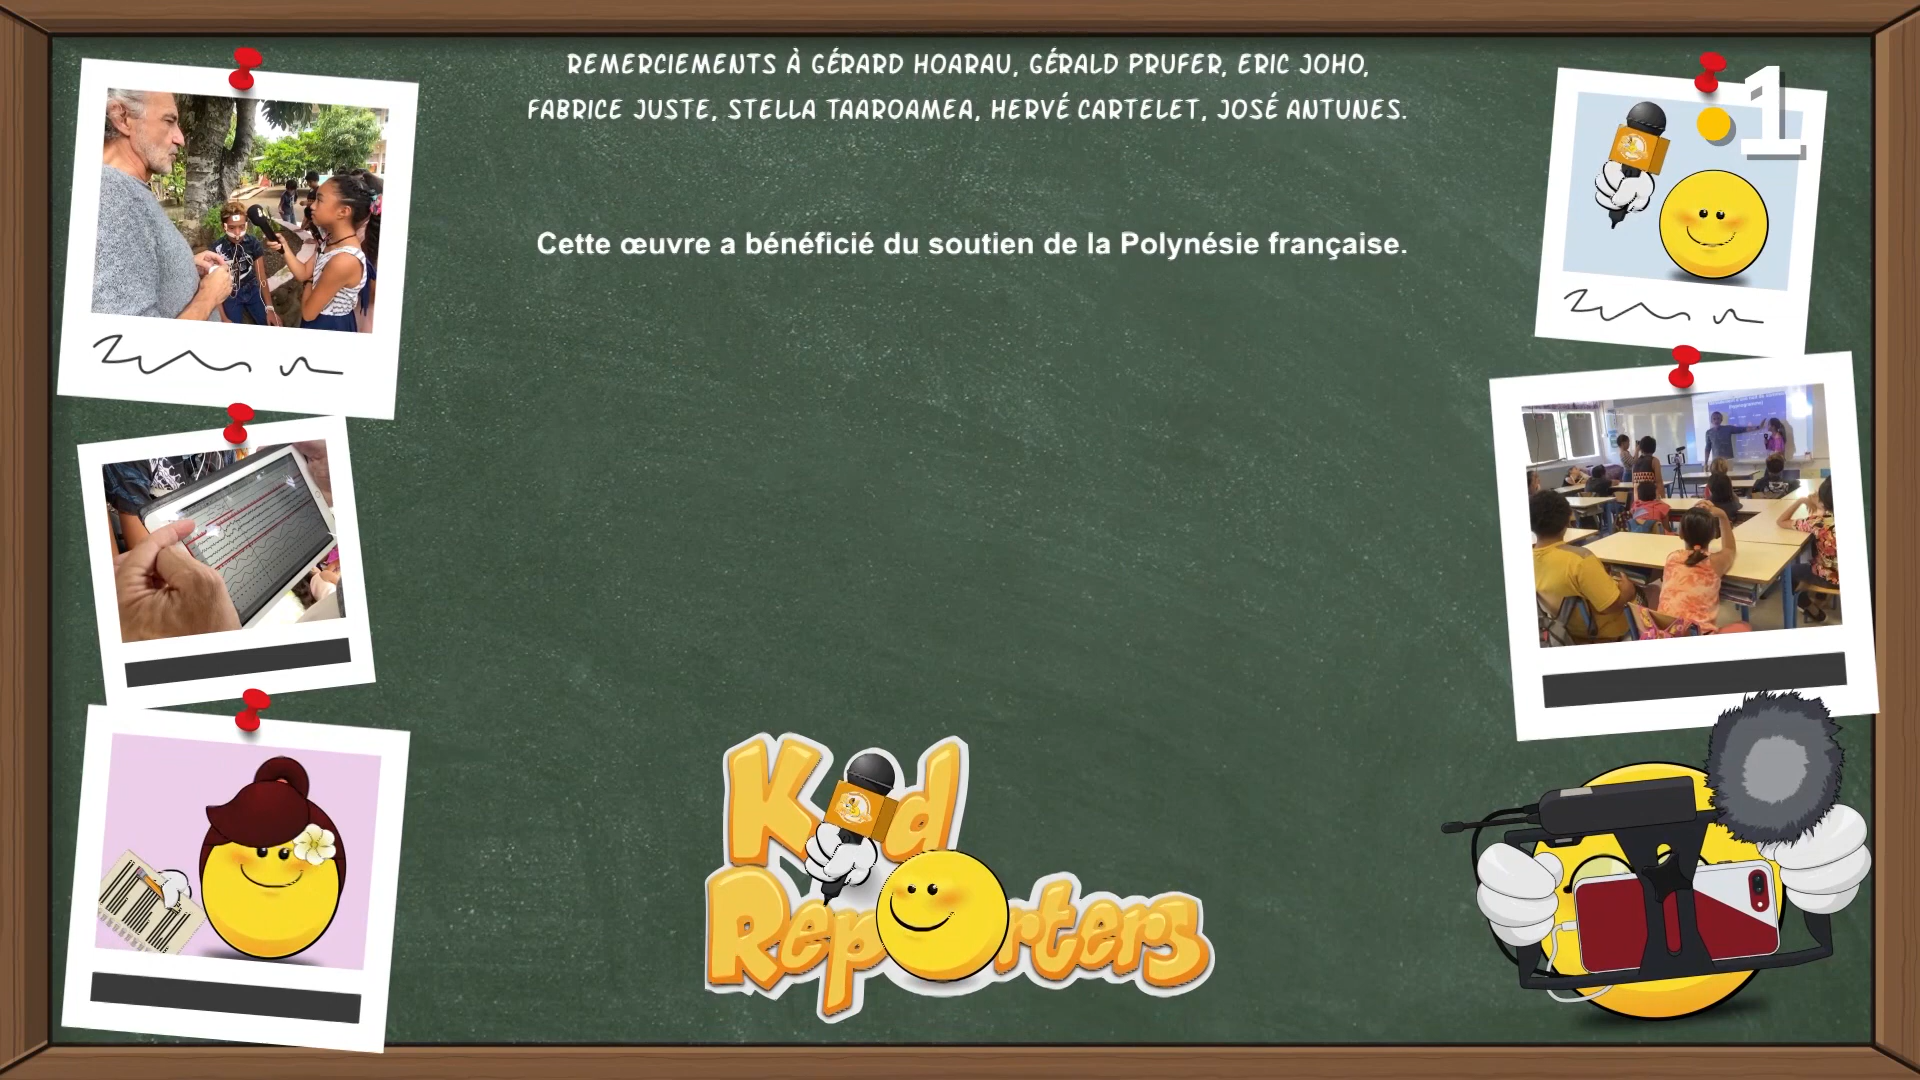 REMERCIEMENTS À GÉRARD HOARAU, GÉRALD PRUFER, ERIC JOHO,
FABRICE JUSTE, STELLA TAAROAMEA, HERVÉ CARTELET, JOSÉ ANTUNES.
1
Cette œuvre a bénéficié du soutien de la Polynésie française.
Kid
Reporters